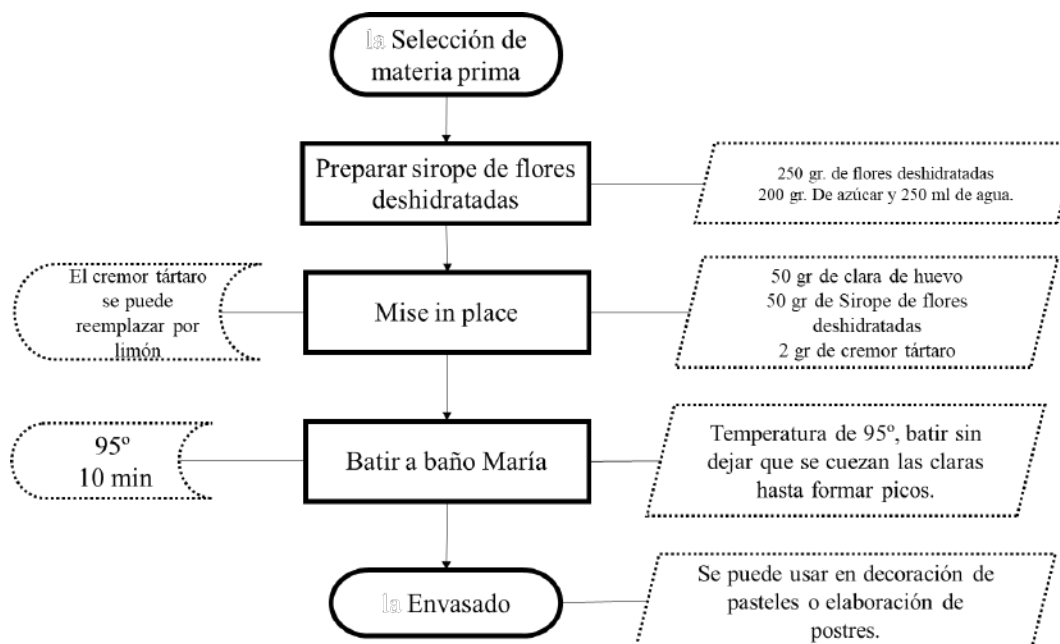 la Selección de
materia prima
Preparar sirope de flores
deshidratadas
250 gr. de flores deshidratadas
200 gr. De azúcar y 250 ml de agua.
El cremor tártaro
se puede
reemplazar por
limón
Mise in place
50 gr de clara de huevo
50 gr de Sirope de flores
deshidratadas
2 gr de cremor tártaro
95º
10 min
Batir a baño María
Temperatura de 95º, batir sin
dejar que se cuezan las claras
hasta formar picos.
la Envasado
Se puede usar en decoración de
pasteles o elaboración de
postres.